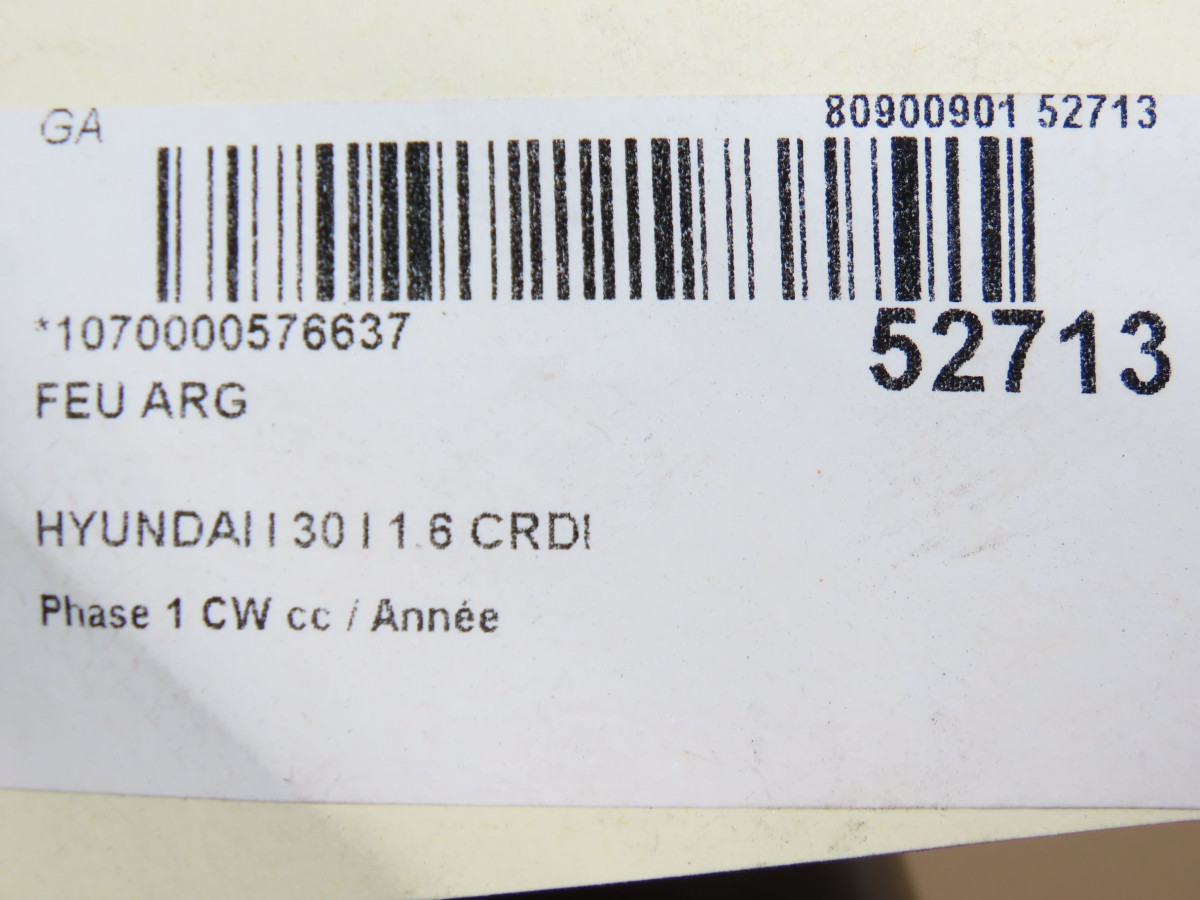 GA
80900901 52713
*1070000576637
52713
FEU ARG
HYUNDAI I 30 I 1.6 CRDI
Phase 1 CW cc / Année